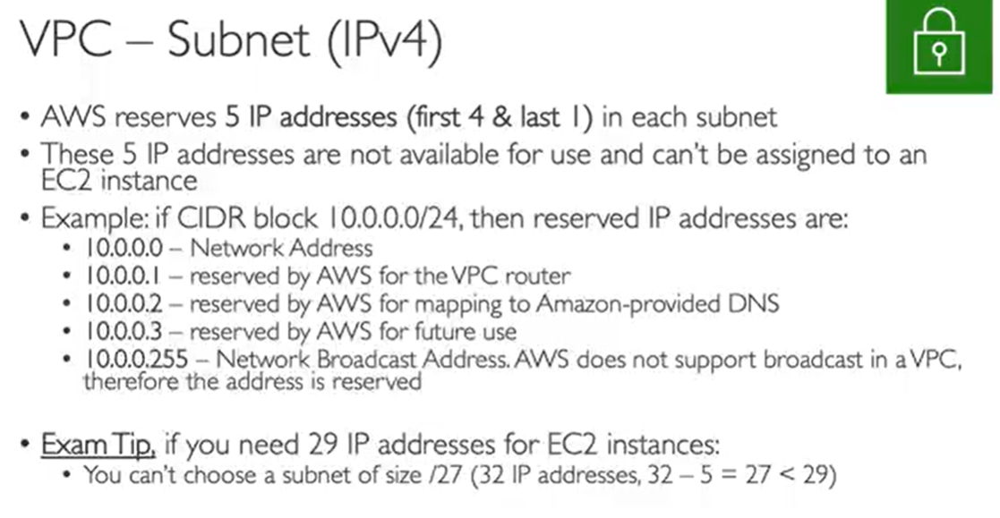 VPC – Subnet (IPv4)
• AWS reserves 5 IP addresses (first 4 & last 1) in each subnet
• These 5 IP addresses are not available for use and can't be assigned to an
EC2 instance
• Example: if CIDR block 10.0.0.0/24, then reserved IP addresses are:
• 10.0.0.0 – Network Address
• 10.0.0.1 – reserved by AWS for the VPC router
• 10.0.0.2 – reserved by AWS for mapping to Amazon-provided DNS
• 10.0.0.3 – reserved by AWS for future use
• 10.0.0.255 – Network Broadcast Address. AWS does not support broadcast in a VPC,
therefore the address is reserved
• Exam Tip, if you need 29 IP addresses for EC2 instances:
• You can't choose a subnet of size /27 (32 IP addresses, 32 – 5 = 27 < 29)